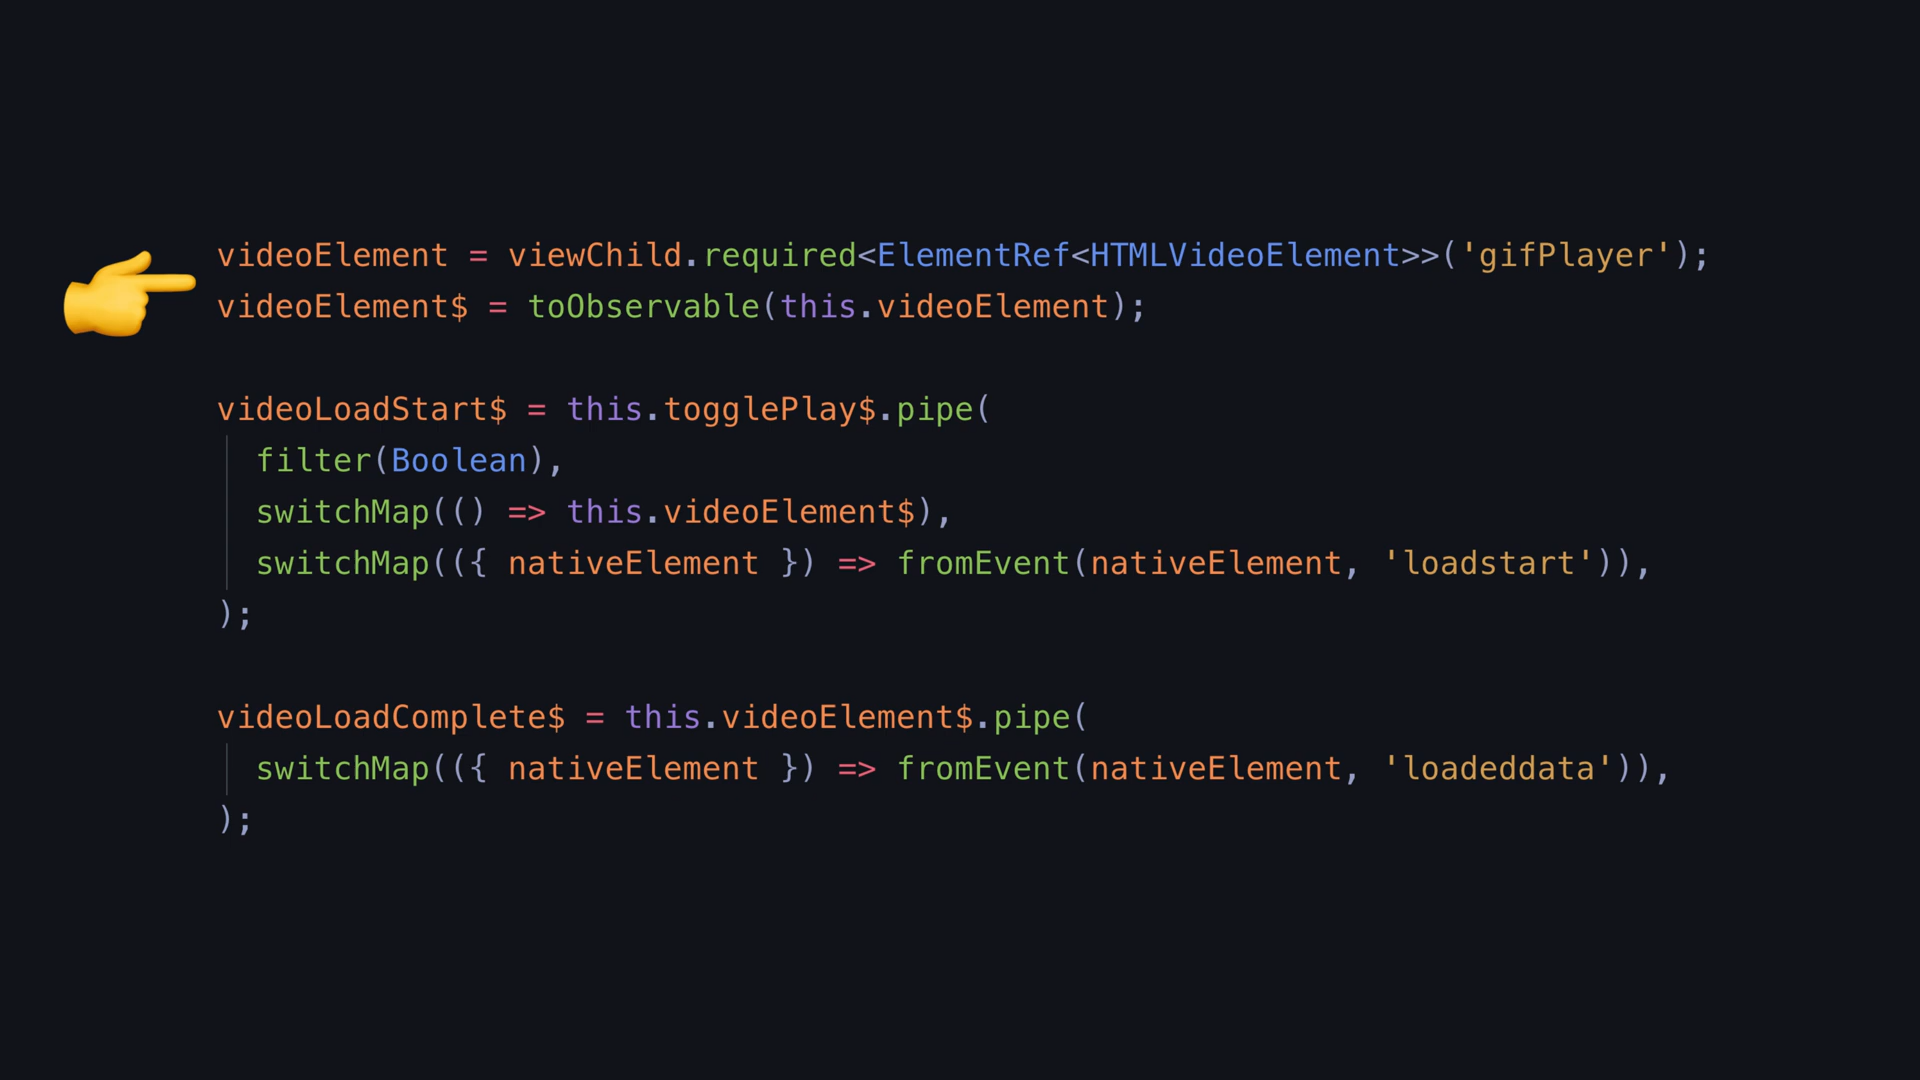 videoElement = viewChild.required<ElementRef<HTMLVideoElement>>('gifPlayer');
videoElement$ = toObservable(this.videoElement);
videoLoadStart$ = this.togglePlay$.pipe(
filter(Boolean),
switchMap(() => this.videoElement$),
switchMap(({ nativeElement }) => fromEvent(nativeElement, 'loadstart')),
);
videoLoadComplete$ = this.videoElement$.pipe(
switchMap(({ nativeElement }) => fromEvent(nativeElement, 'loadeddata')),
);